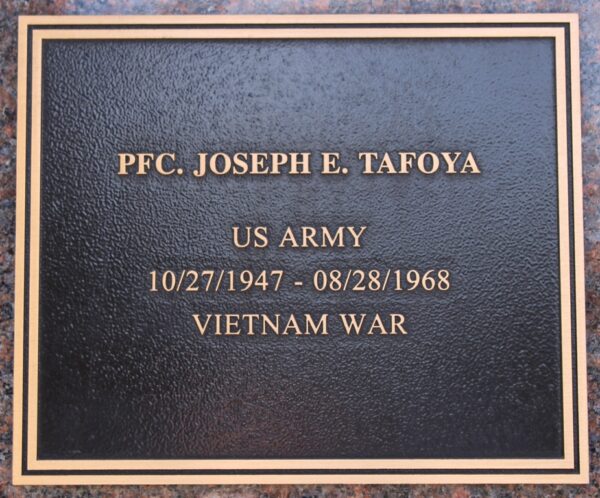 PFC. JOSEPH E. TAFOYA
US ARMY
10/27/1947 - 08/28/1968
VIETNAM WAR